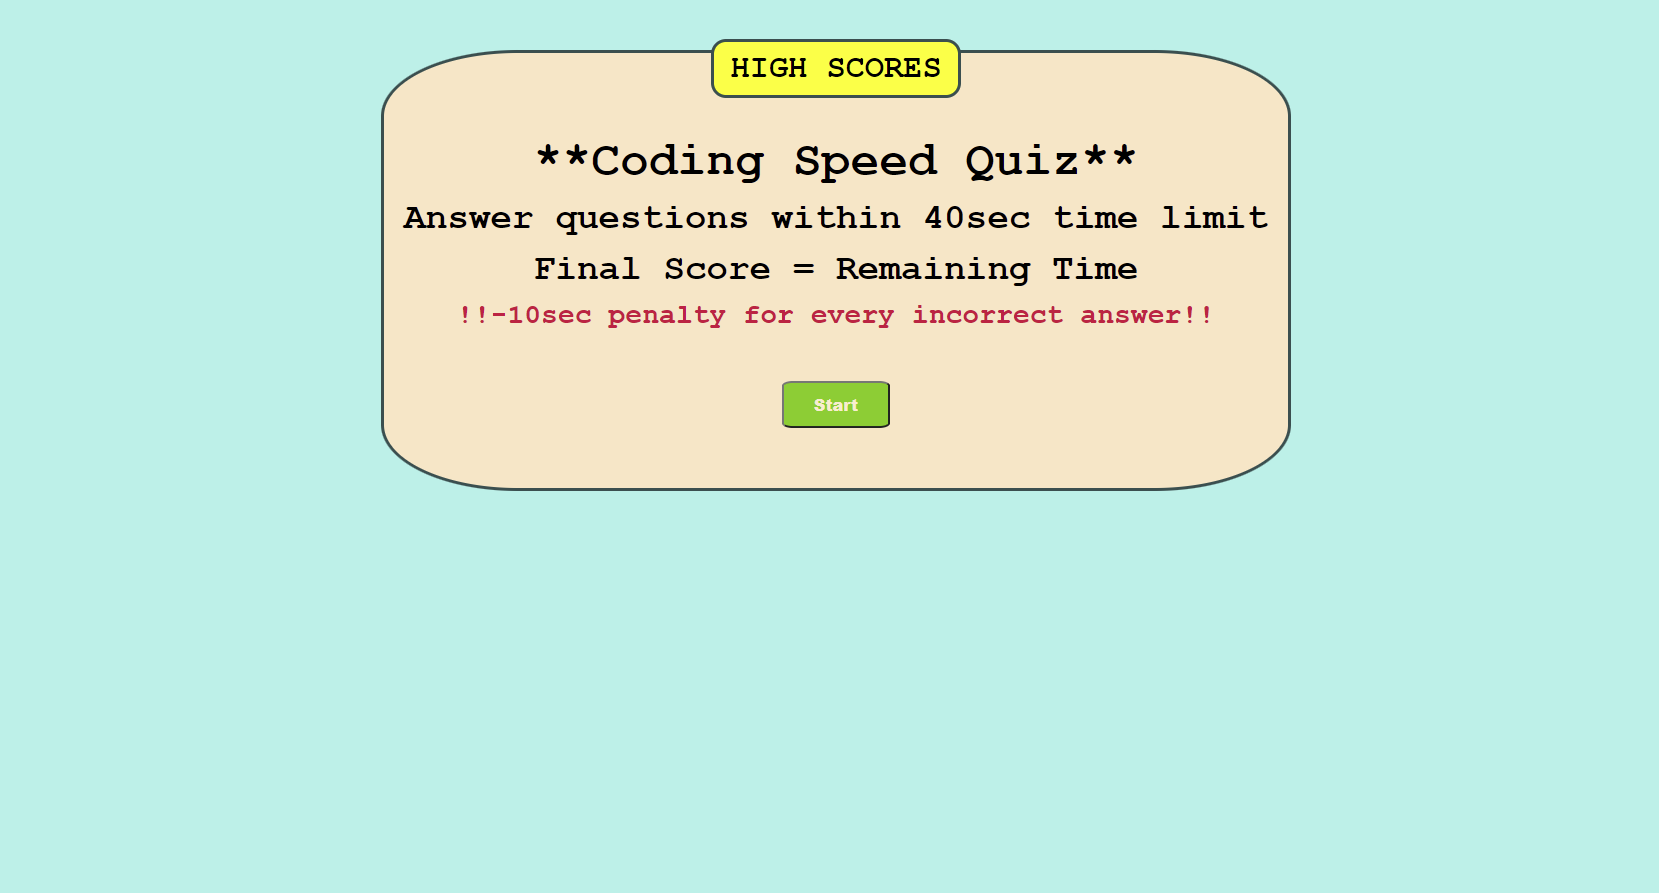 HIGH SCORES
**Coding Speed Quiz**
Answer questions within 40sec time limit
Final Score = Remaining Time
!!-10sec penalty for every incorrect answer!!
Start